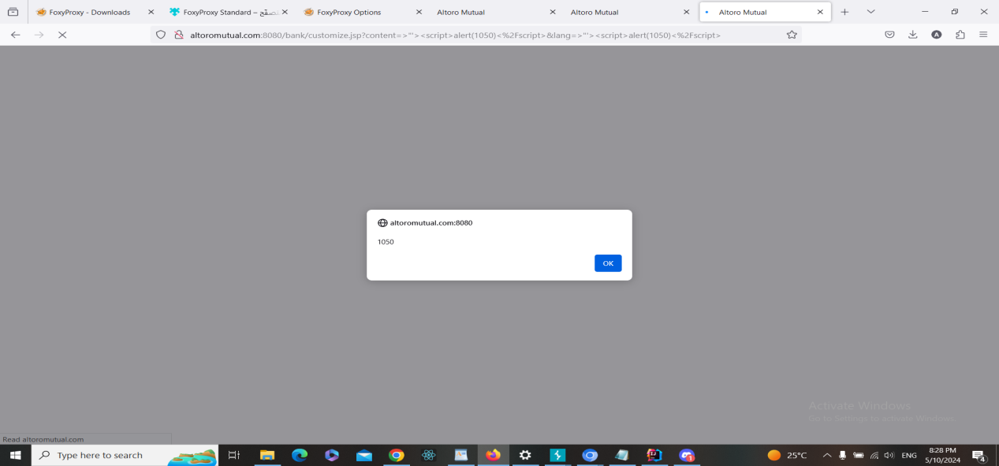 FoxyProxy - Downloads
FoxyProxy Standard –
FoxyProxy Options
Altoro Mutual
Altoro Mutual
Altoro Mutual
altoromutual.com:8080/bank/customize.jsp?content=>"'><script>alert(1050)<%2Fscript>&lang=>"'><script>alert(1050)<%2Fscript>
A
altoromutual.com:8080
1050
OK
Activate Windows
Go to Settings to activate Windows.
Read altoromutual.com
Type here to search
25°C
ENG
8:28 PM
5/10/2024
4